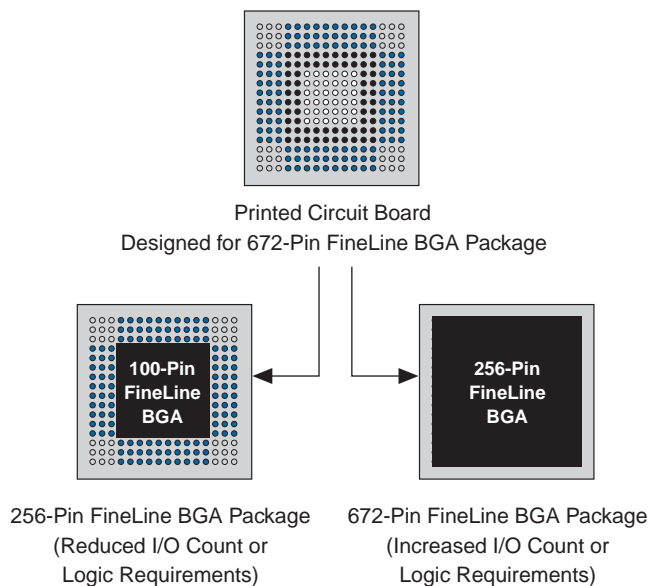 Printed Circuit Board
Designed for 672-Pin FineLine BGA Package
100-Pin
FineLine
BGA
256-Pin
FineLine
BGA
256-Pin FineLine BGA Package
(Reduced I/O Count or
Logic Requirements)
672-Pin FineLine BGA Package
(Increased I/O Count or
Logic Requirements)